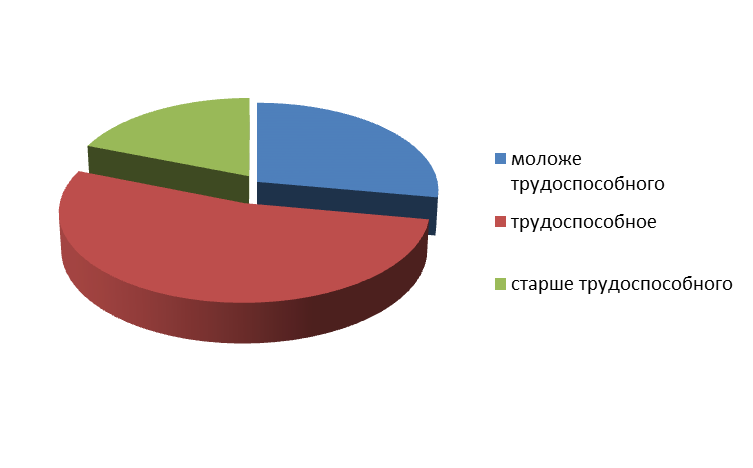 моложе
трудоспособного
трудоспособное
старше трудоспособного